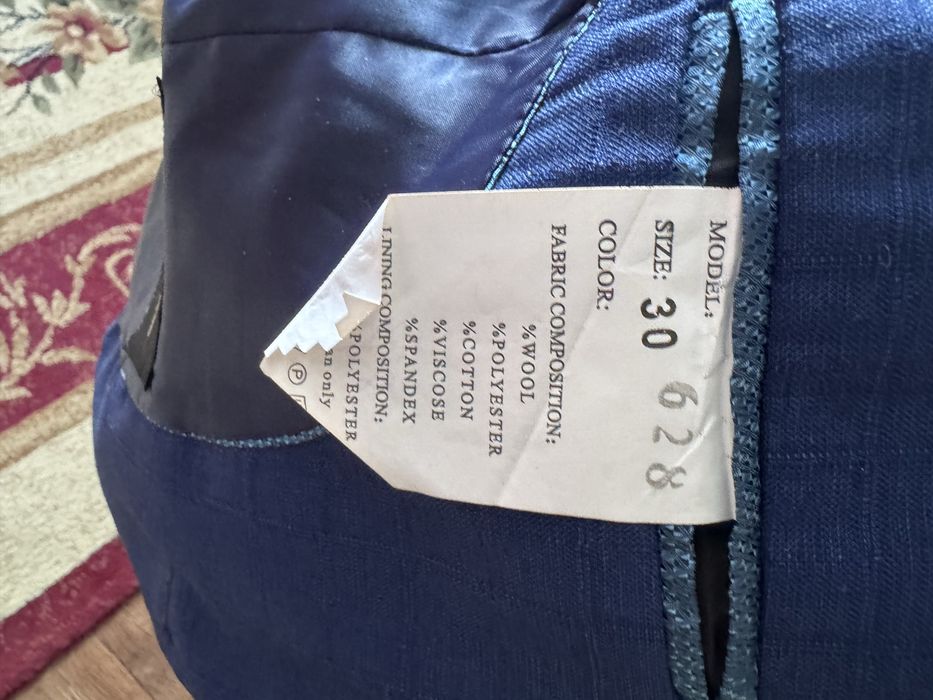 MODEL:
628
SIZE: 30
COLOR:
FABRIC COMPOSITION:
%WOOL
%POLYESTER
%COTTON
%VISCOSE
%SPANDEX
LINING COMPOSITION:
%POLYESTER
only
P